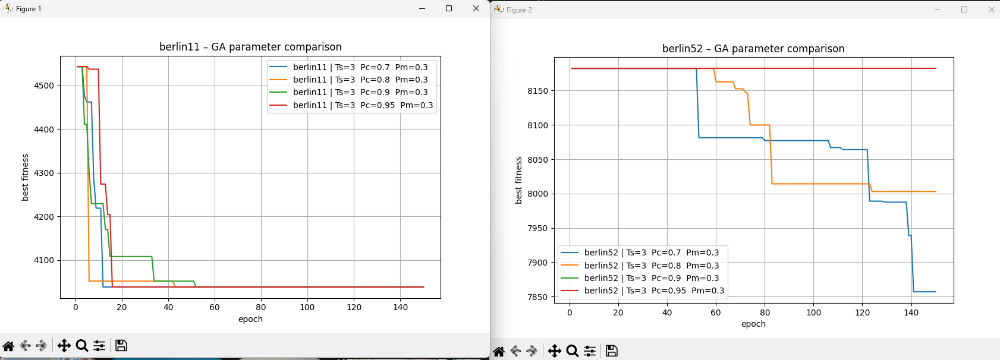 Figure 1
berlin11 – GA parameter comparison
best fitness
4500
4400
4300
4200
4100
berlin11 | Ts=3 Pc=0.7 Pm=0.3
berlin11 | Ts=3 Pc=0.8 Pm=0.3
berlin11 | Ts=3 Pc=0.9 Pm=0.3
berlin11 | Ts=3 Pc=0.95 Pm=0.3
0 20 40 60 80 100 120 140
epoch
Figure 2
berlin52 – GA parameter comparison
best fitness
8150
8100
8050
8000
7950
7900
7850
berlin52 | Ts=3 Pc=0.7 Pm=0.3
berlin52 | Ts=3 Pc=0.8 Pm=0.3
berlin52 | Ts=3 Pc=0.9 Pm=0.3
berlin52 | Ts=3 Pc=0.95 Pm=0.3
0 20 40 60 80 100 120 140
epoch